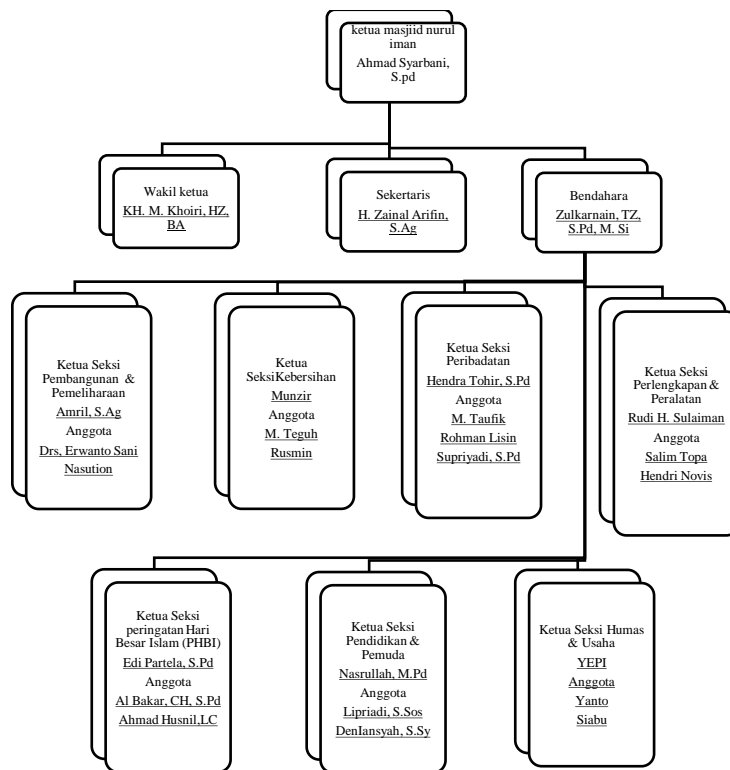 ketua masjiid nurul
iman
Ahmad Syarbani,
S.pd
Wakil ketua
KH. M. Khoiri, HZ,
BA
Sekertaris
H. Zainal Arifin,
S.Ag
Bendahara
Zulkarnain, TZ,
S.Pd, M. Si
Ketua Seksi
Pembangunan &
Pemeliharaan
Amril, S.Ag
Anggota
Drs, Erwanto Sani
Nasution
Ketua
SeksiKebersihan
Munzir
Anggota
M. Teguh
Rusmin
Ketua Seksi
Peribadatan
Hendra Tohir, S.Pd
Anggota
M. Taufik
Rohman Lisin
Supriyadi, S.Pd
Ketua Seksi
Perlengkapan &
Peralatan
Rudi H. Sulaiman
Anggota
Salim Topa
Hendri Novis
Ketua Seksi
peringatan Hari
Besar Islam (PHBI)
Edi Partela, S.Pd
Anggota
Al Bakar, CH, S.Pd
Ahmad Husnil,LC
Ketua Seksi
Pendidikan &
Pemuda
Nasrullah, M.Pd
Anggota
Lipriadi, S.Sos
DenIansyah, S.Sy
Ketua Seksi Humas
& Usaha
YEPI
Anggota
Yanto
Siabu